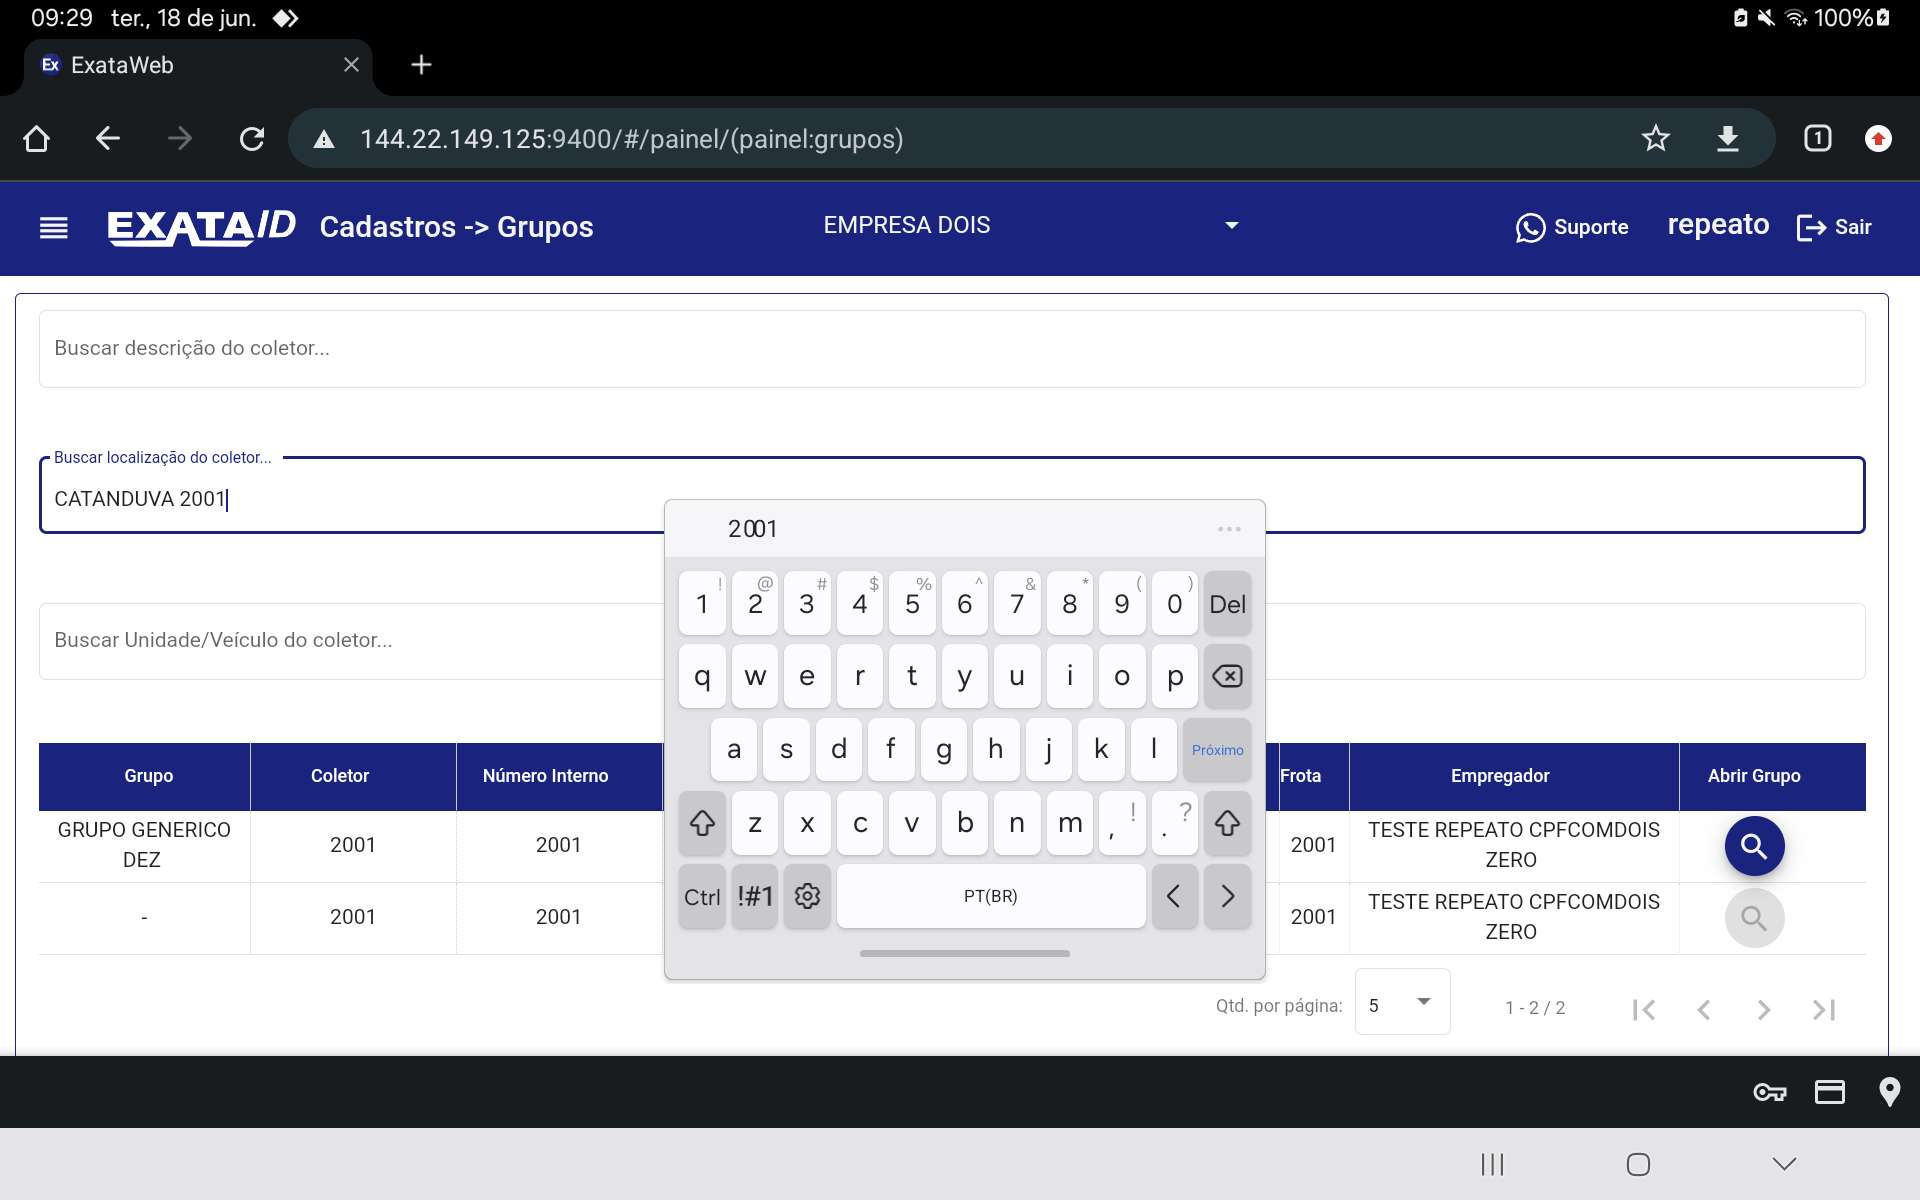 09:29 ter., 18 de jun.
100%
Ex ExataWeb
144.22.149.125:9400/#/painel/(painel:grupos)
1
EXATA/ID Cadastros -> Grupos
EMPRESA DOIS
Suporte
repeato
Sair
Buscar descrição do coletor...
Buscar localização do coletor...
CATANDUVA 2001
Buscar Unidade/Veículo do coletor...
2001
! @ # $ % ^ & * ( )
1 2 3 4 5 6 7 8 9 0 Del
q w e r t y u i o p
a s d f g h j k l Próximo
z x c v b n m , ! . ?
Ctrl !#1 PT(BR) < >
Grupo Coletor Número Interno Frota Empregador Abrir Grupo
GRUPO GENERICO DEZ 2001 2001 2001 TESTE REPEATO CPFCOMDOIS ZERO
- 2001 2001 2001 TESTE REPEATO CPFCOMDOIS ZERO
Qtd. por página: 5 1 - 2 / 2